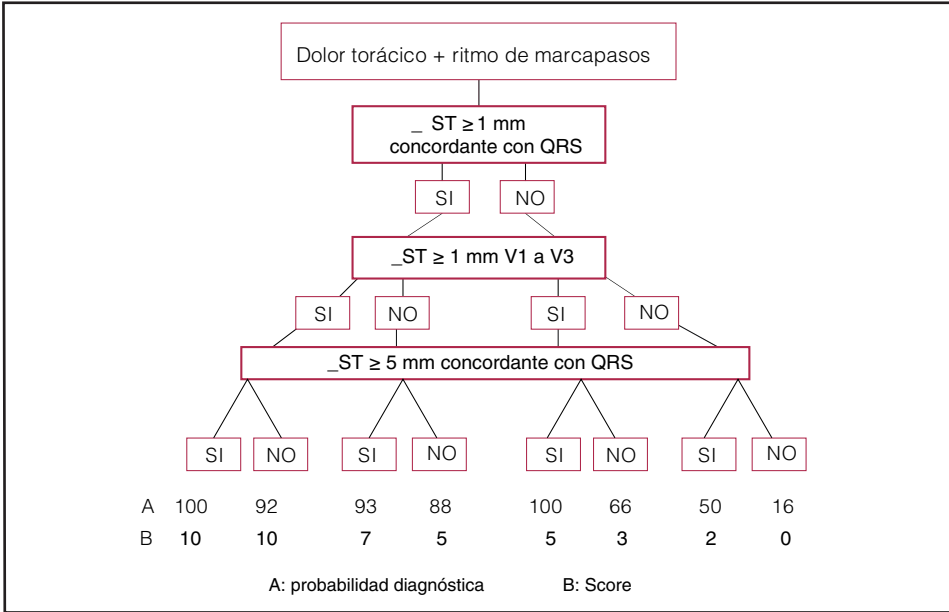 Dolor torácico + ritmo de marcapasos
_ ST ≥ 1 mm
concordante con QRS
SI NO
_ST ≥ 1 mm V1 a V3
SI NO SI NO
_ST ≥ 5 mm concordante con QRS
SI NO SI NO SI NO SI NO
A 100 92 93 88 100 66 50 16
B 10 10 7 5 5 3 2 0
A: probabilidad diagnóstica B: Score